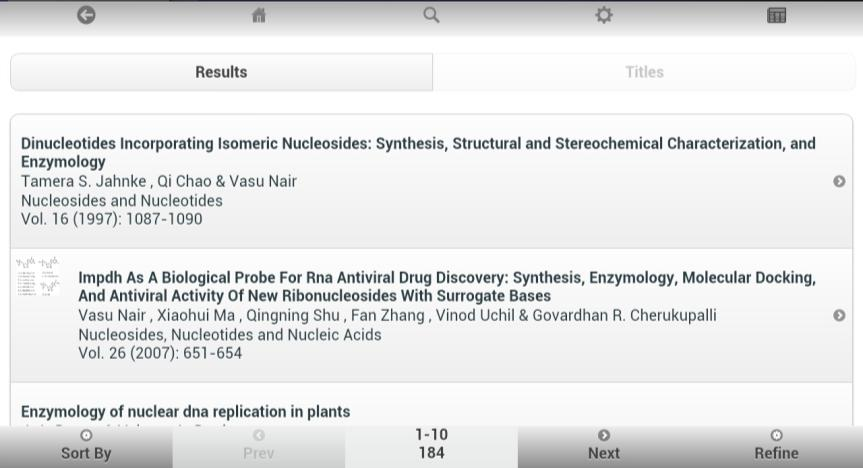 Results
Titles
Dinucleotides Incorporating Isomeric Nucleosides: Synthesis, Structural and Stereochemical Characterization, and
Enzymology
Tamera S. Jahnke , Qi Chao & Vasu Nair
Nucleosides and Nucleotides
Vol. 16 (1997): 1087-1090
Impdh As A Biological Probe For Rna Antiviral Drug Discovery: Synthesis, Enzymology, Molecular Docking,
And Antiviral Activity Of New Ribonucleosides With Surrogate Bases
Vasu Nair , Xiaohui Ma , Qingning Shu , Fan Zhang , Vinod Uchil & Govardhan R. Cherukupalli
Nucleosides, Nucleotides and Nucleic Acids
Vol. 26 (2007): 651-654
Enzymology of nuclear dna replication in plants
Sort By
Prev
1-10
184
Next
Refine